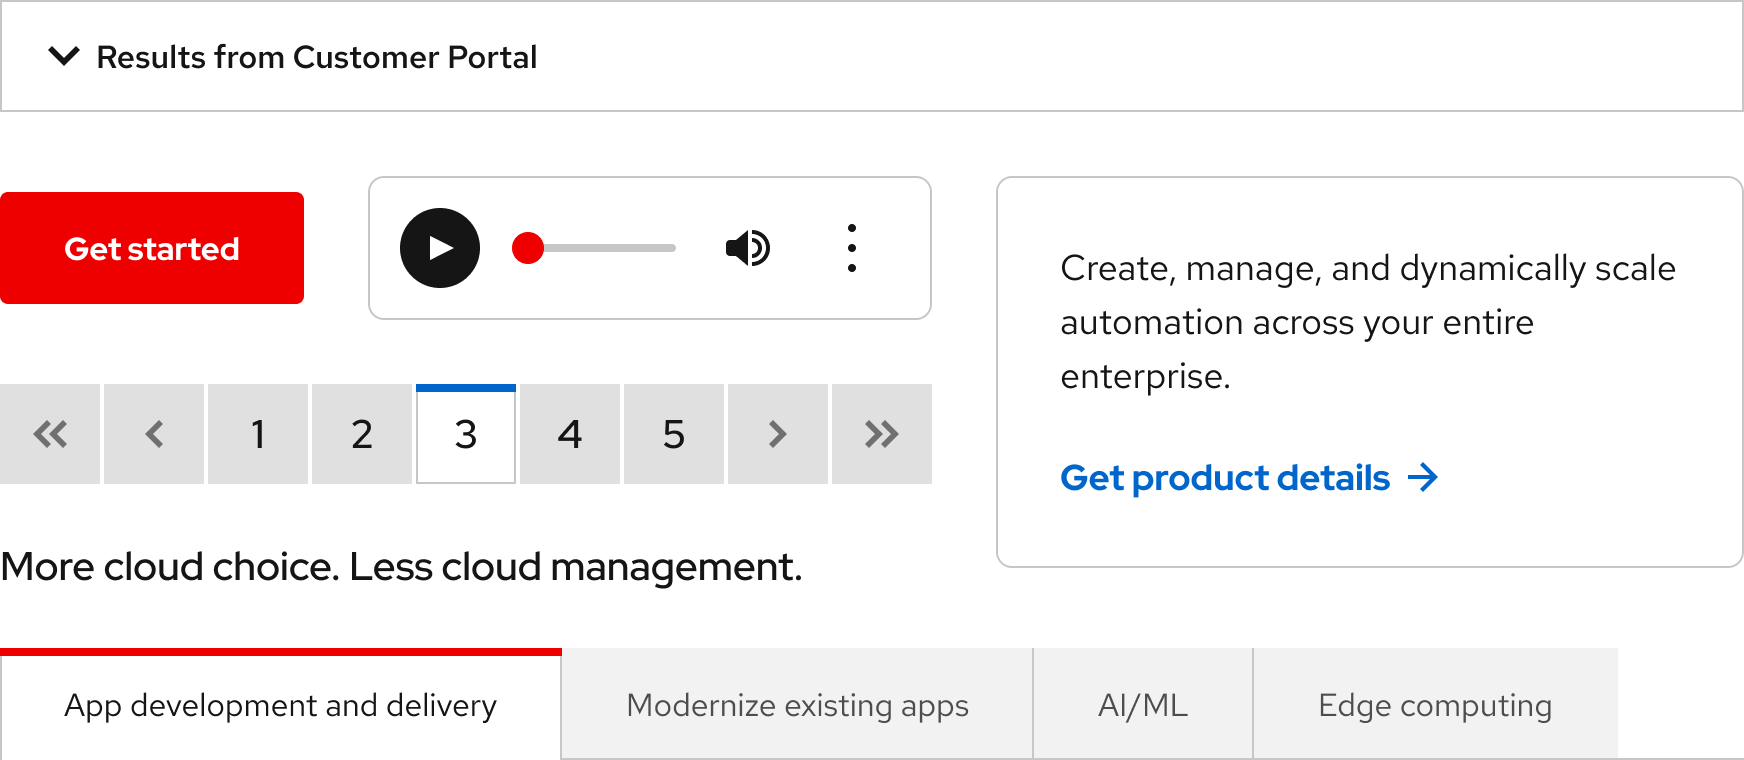 Results from Customer Portal
Get started
Create, manage, and dynamically scale
automation across your entire
enterprise.
Get product details
1 2 3 4 5
More cloud choice. Less cloud management.
App development and delivery
Modernize existing apps
AI/ML
Edge computing